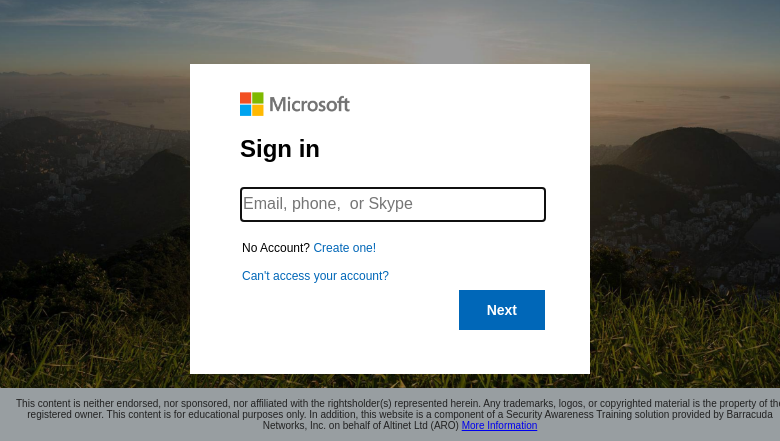 Microsoft
Sign in
Email, phone,  or Skype
No Account? Create one!
Can't access your account?
Next
This content is neither endorsed, nor sponsored, nor affiliated with the rightsholder(s) represented herein. Any trademarks, logos, or copyrighted material is the property of the
registered owner. This content is for educational purposes only. In addition, this website is a component of a Security Awareness Training solution provided by Barracuda
Networks, Inc. on behalf of Altinet Ltd (ARO) More Information